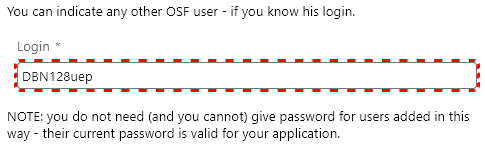 You can indicate any other OSF user - if you know his login.
Login *
DBN128uep
NOTE: you do not need (and you cannot) give password for users added in this
way - their current password is valid for your application.